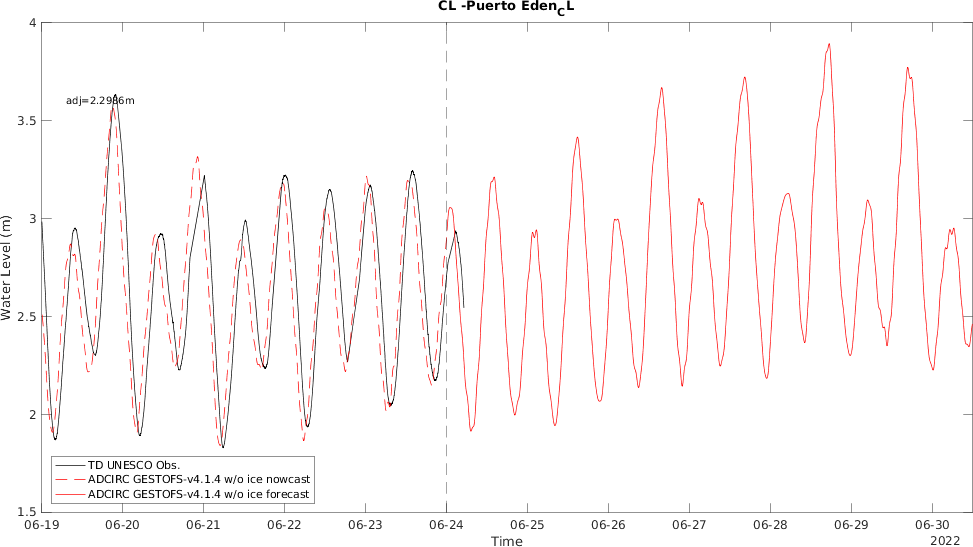 CL -Puerto Eden_CL
4
3.5
3
2.5
2
1.5
Water Level (m)
adj=2.2986m
TD UNESCO Obs.
ADCIRC GESTOFS-v4.1.4 w/o ice nowcast
ADCIRC GESTOFS-v4.1.4 w/o ice forecast
06-19 06-20 06-21 06-22 06-23 06-24 06-25 06-26 06-27 06-28 06-29 06-30
Time
2022